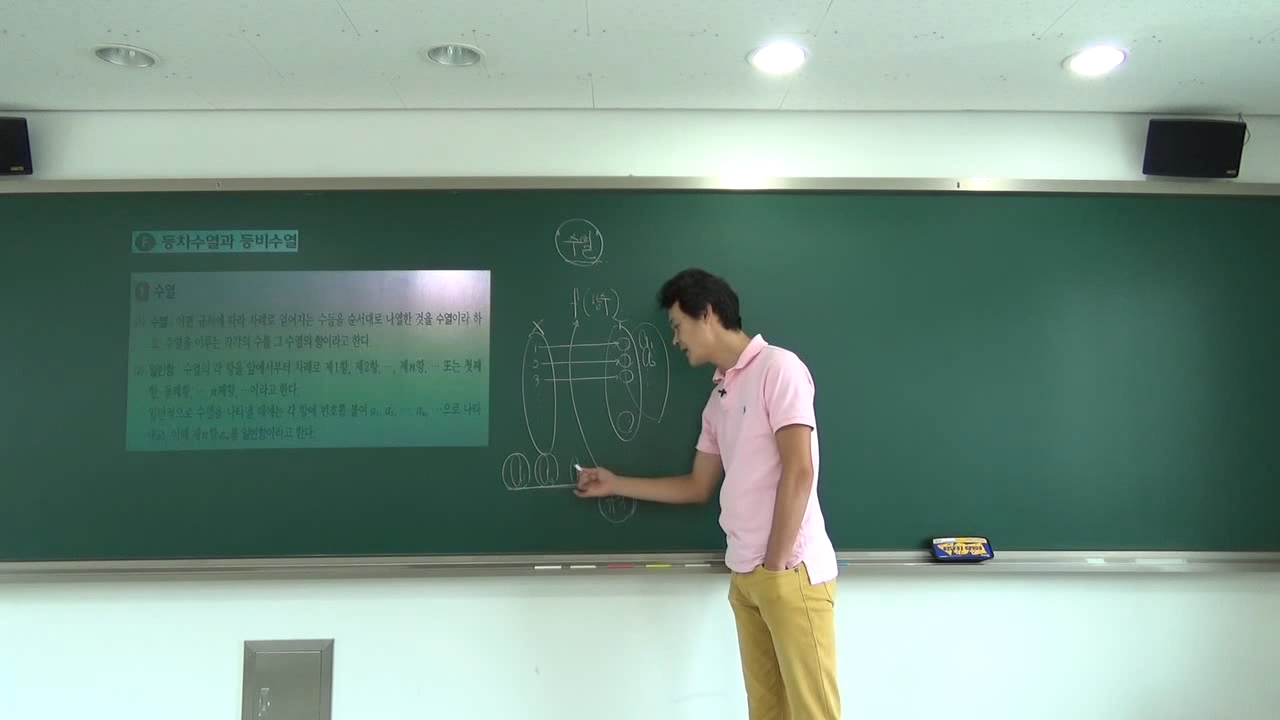 F 등차수열과 등비수열
1 수열
(1) 수열 : 어떤 규칙에 따라 차례로 얻어지는 수들을 순서대로 나열한 것을 수열이라 하
고, 수열을 이루는 각각의 수를 그 수열의 항이라고 한다.
(2) 일반항 : 수열의 각 항을 앞에서부터 차례로 제1항, 제2항, …, 제n항, … 또는 첫째
항, 둘째항, … n째항, …이라고 한다.
일반적으로 수열을 나타낼 때에는 각 항에 번호를 붙여 a₁, a₂, … aₙ, …으로 나타
내고, 이때 제n항 aₙ을 일반항이라고 한다.
수열
f (함수)
X
1
2
3